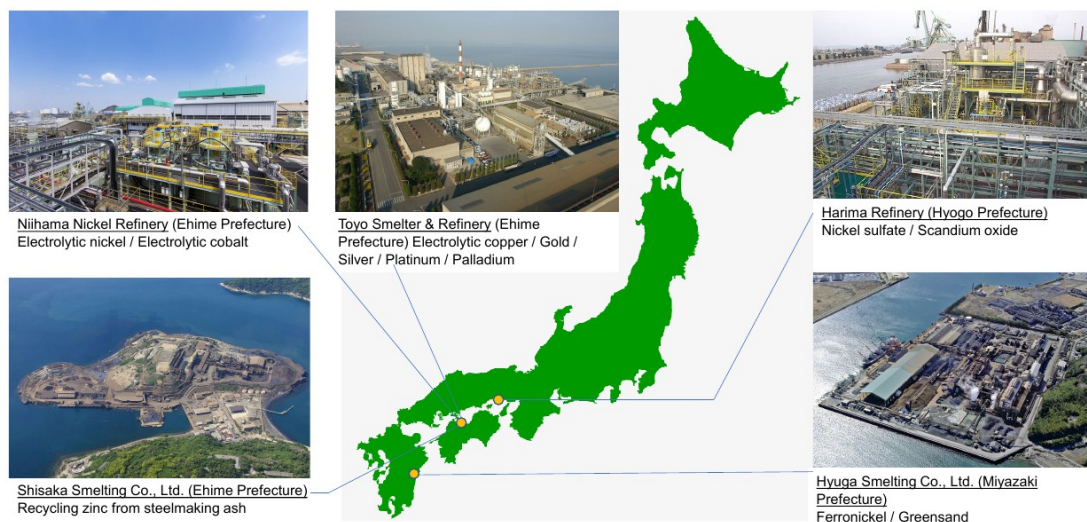 Niihama Nickel Refinery (Ehime Prefecture)
Electrolytic nickel / Electrolytic cobalt
Toyo Smelter & Refinery (Ehime
Prefecture) Electrolytic copper / Gold /
Silver / Platinum / Palladium
Harima Refinery (Hyogo Prefecture)
Nickel sulfate / Scandium oxide
Shisaka Smelting Co., Ltd. (Ehime Prefecture)
Recycling zinc from steelmaking ash
Hyuga Smelting Co., Ltd. (Miyazaki
Prefecture)
Ferronickel / Greensand